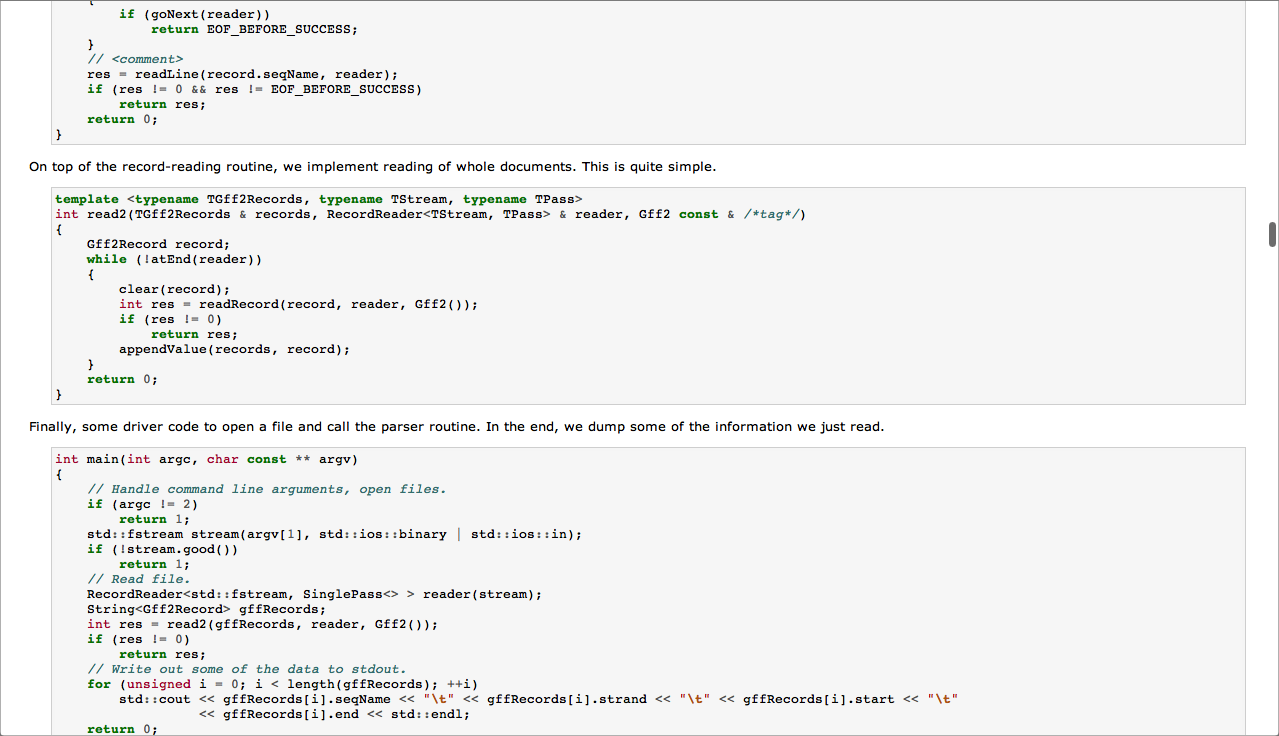 {
if (goNext(reader))
return EOF_BEFORE_SUCCESS;
}
// <comment>
res = readLine(record.seqName, reader);
if (res != 0 && res != EOF_BEFORE_SUCCESS)
return res;
return 0;
}
On top of the record-reading routine, we implement reading of whole documents. This is quite simple.
template <typename TGff2Records, typename TStream, typename TPass>
int read2(TGff2Records & records, RecordReader<TStream, TPass> & reader, Gff2 const & /*tag*/)
{
Gff2Record record;
while (!atEnd(reader))
{
clear(record);
int res = readRecord(record, reader, Gff2());
if (res != 0)
return res;
appendValue(records, record);
}
return 0;
}
Finally, some driver code to open a file and call the parser routine. In the end, we dump some of the information we just read.
int main(int argc, char const ** argv)
{
// Handle command line arguments, open files.
if (argc != 2)
return 1;
std::fstream stream(argv[1], std::ios::binary | std::ios::in);
if (!stream.good())
return 1;
// Read file.
RecordReader<std::fstream, SinglePass<> > reader(stream);
String<Gff2Record> gffRecords;
int res = read2(gffRecords, reader, Gff2());
if (res != 0)
return res;
// Write out some of the data to stdout.
for (unsigned i = 0; i < length(gffRecords); ++i)
std::cout << gffRecords[i].seqName << "\t" << gffRecords[i].strand << "\t" << gffRecords[i].start << "\t"
<< gffRecords[i].end << std::endl;
return 0;